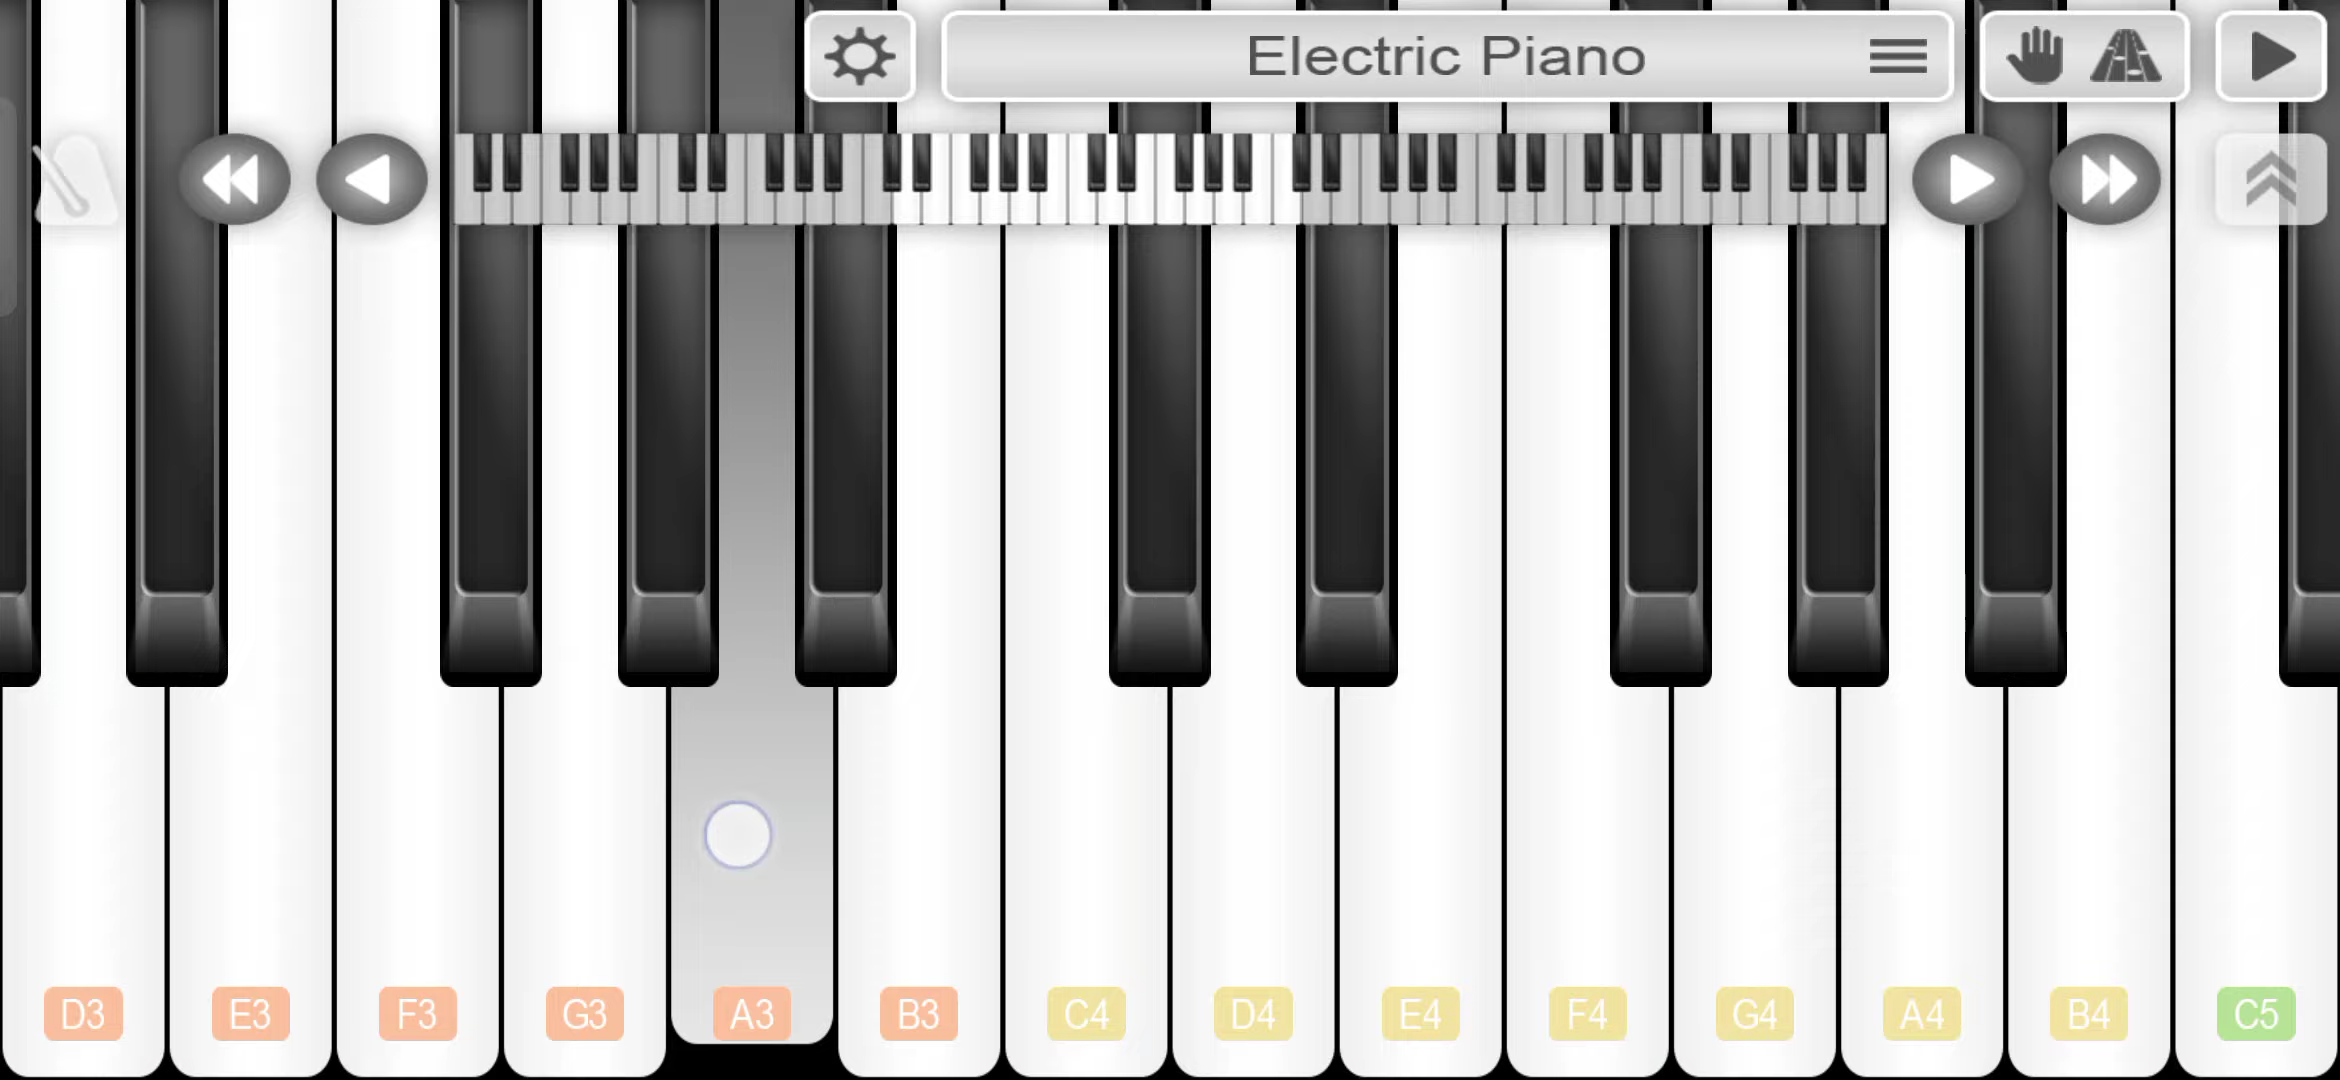 Electric Piano
D3 E3 F3 G3 A3 B3 C4 D4 E4 F4 G4 A4 B4 C5